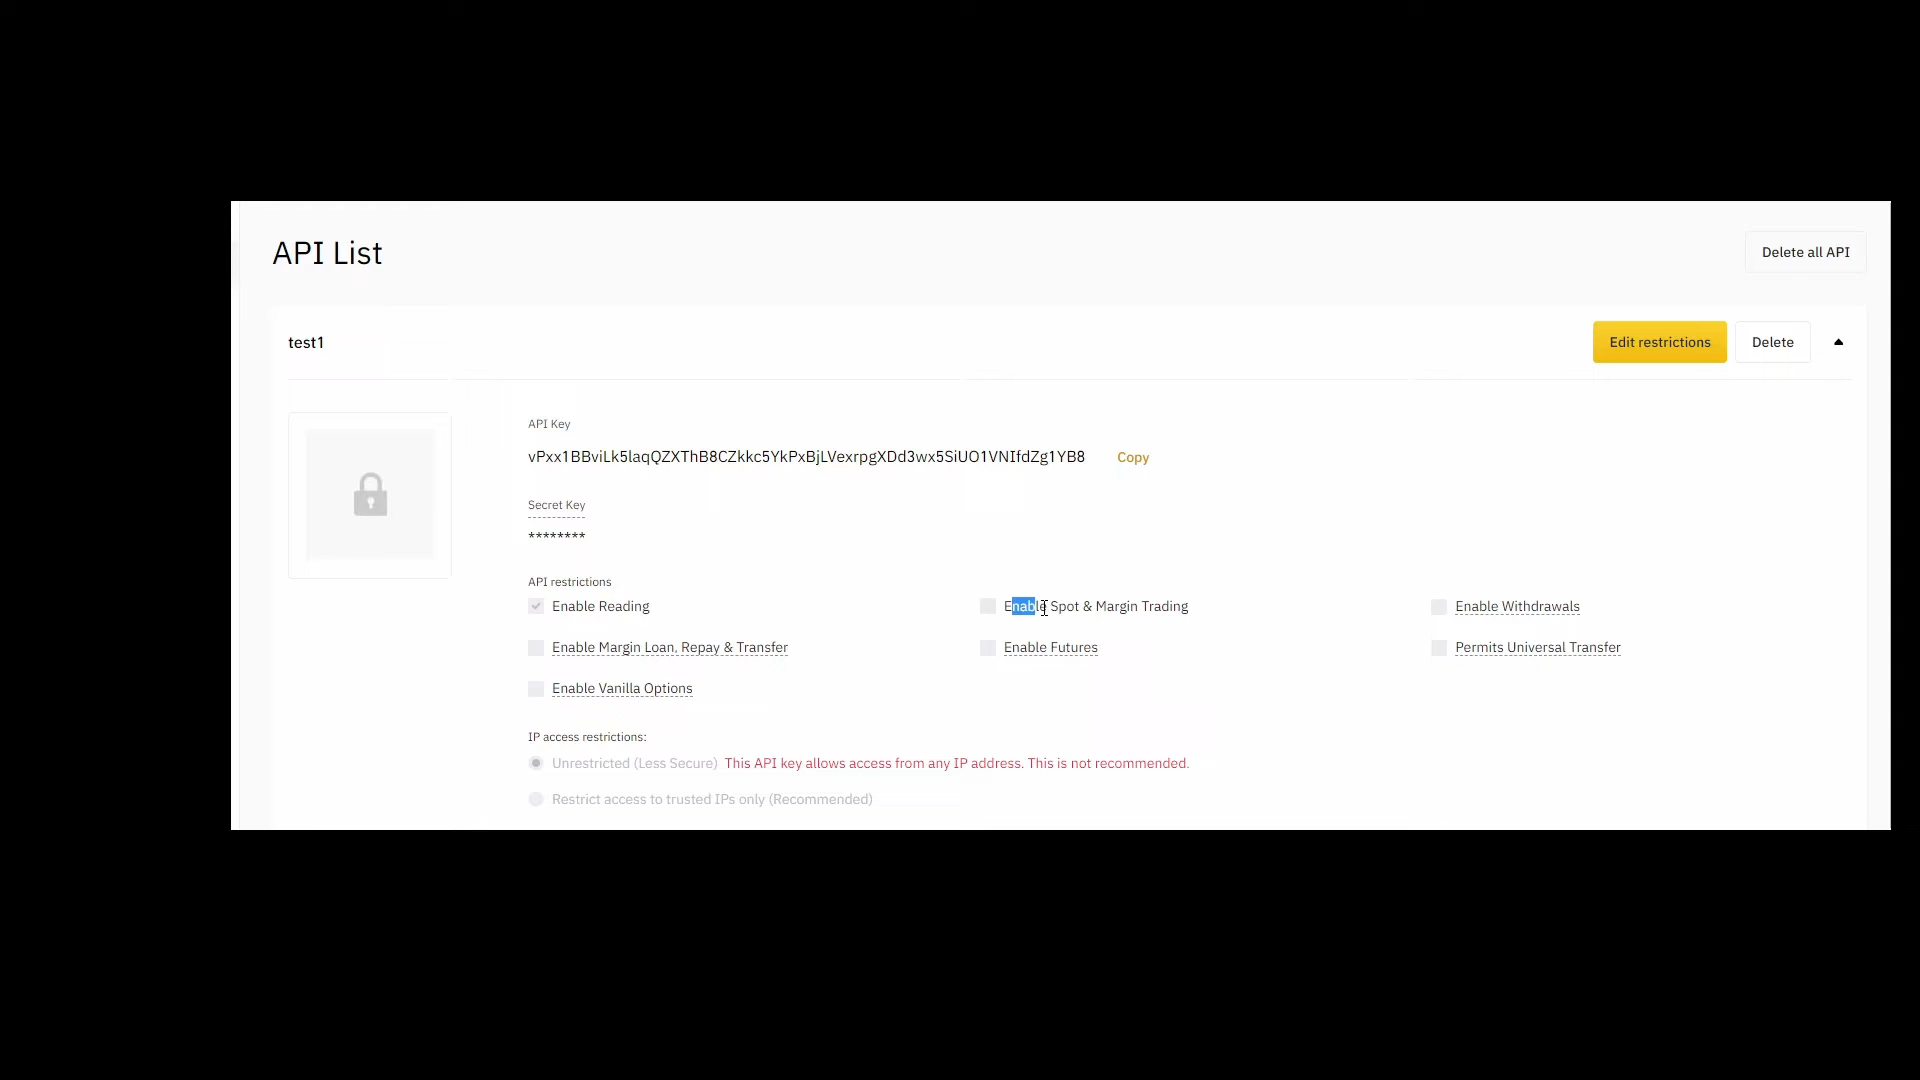 API List
Delete all API
test1
Edit restrictions
Delete
API Key
vPxx1BBviLk5laqQZXThB8CZkkc5YkPxBjLVexrpgXDd3wx5SiUO1VNIfdZg1YB8
Copy
Secret Key
********
API restrictions
Enable Reading
Enable Spot & Margin Trading
Enable Withdrawals
Enable Margin Loan, Repay & Transfer
Enable Futures
Permits Universal Transfer
Enable Vanilla Options
IP access restrictions:
Unrestricted (Less Secure) This API key allows access from any IP address. This is not recommended.
Restrict access to trusted IPs only (Recommended)